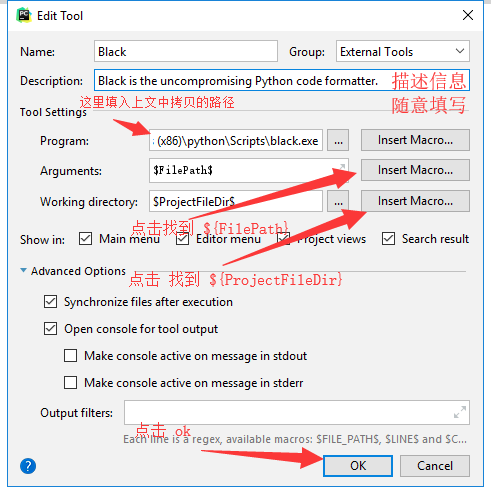 Edit Tool
Name: Black Group: External Tools
Description: Black is the uncompromising Python code formatter. 描述信息
随意填写
这里填入上文中拷贝的路径
Tool Settings
Program: (x86)\python\Scripts\black.exe ... Insert Macro...
Arguments: $FilePath$ Insert Macro...
Working directory: $ProjectFileDir$ ... Insert Macro...
点击找到 ${FilePath}
Show in: Main menu Editor menu Project views Search result
点击 找到 ${ProjectFileDir}
Advanced Options
Synchronize files after execution
Open console for tool output
Make console active on message in stdout
Make console active on message in stderr
Output filters:
点击 ok
Each line is a regex, available macros: $FILE_PATH$, $LINE$ and $C...
? OK Cancel